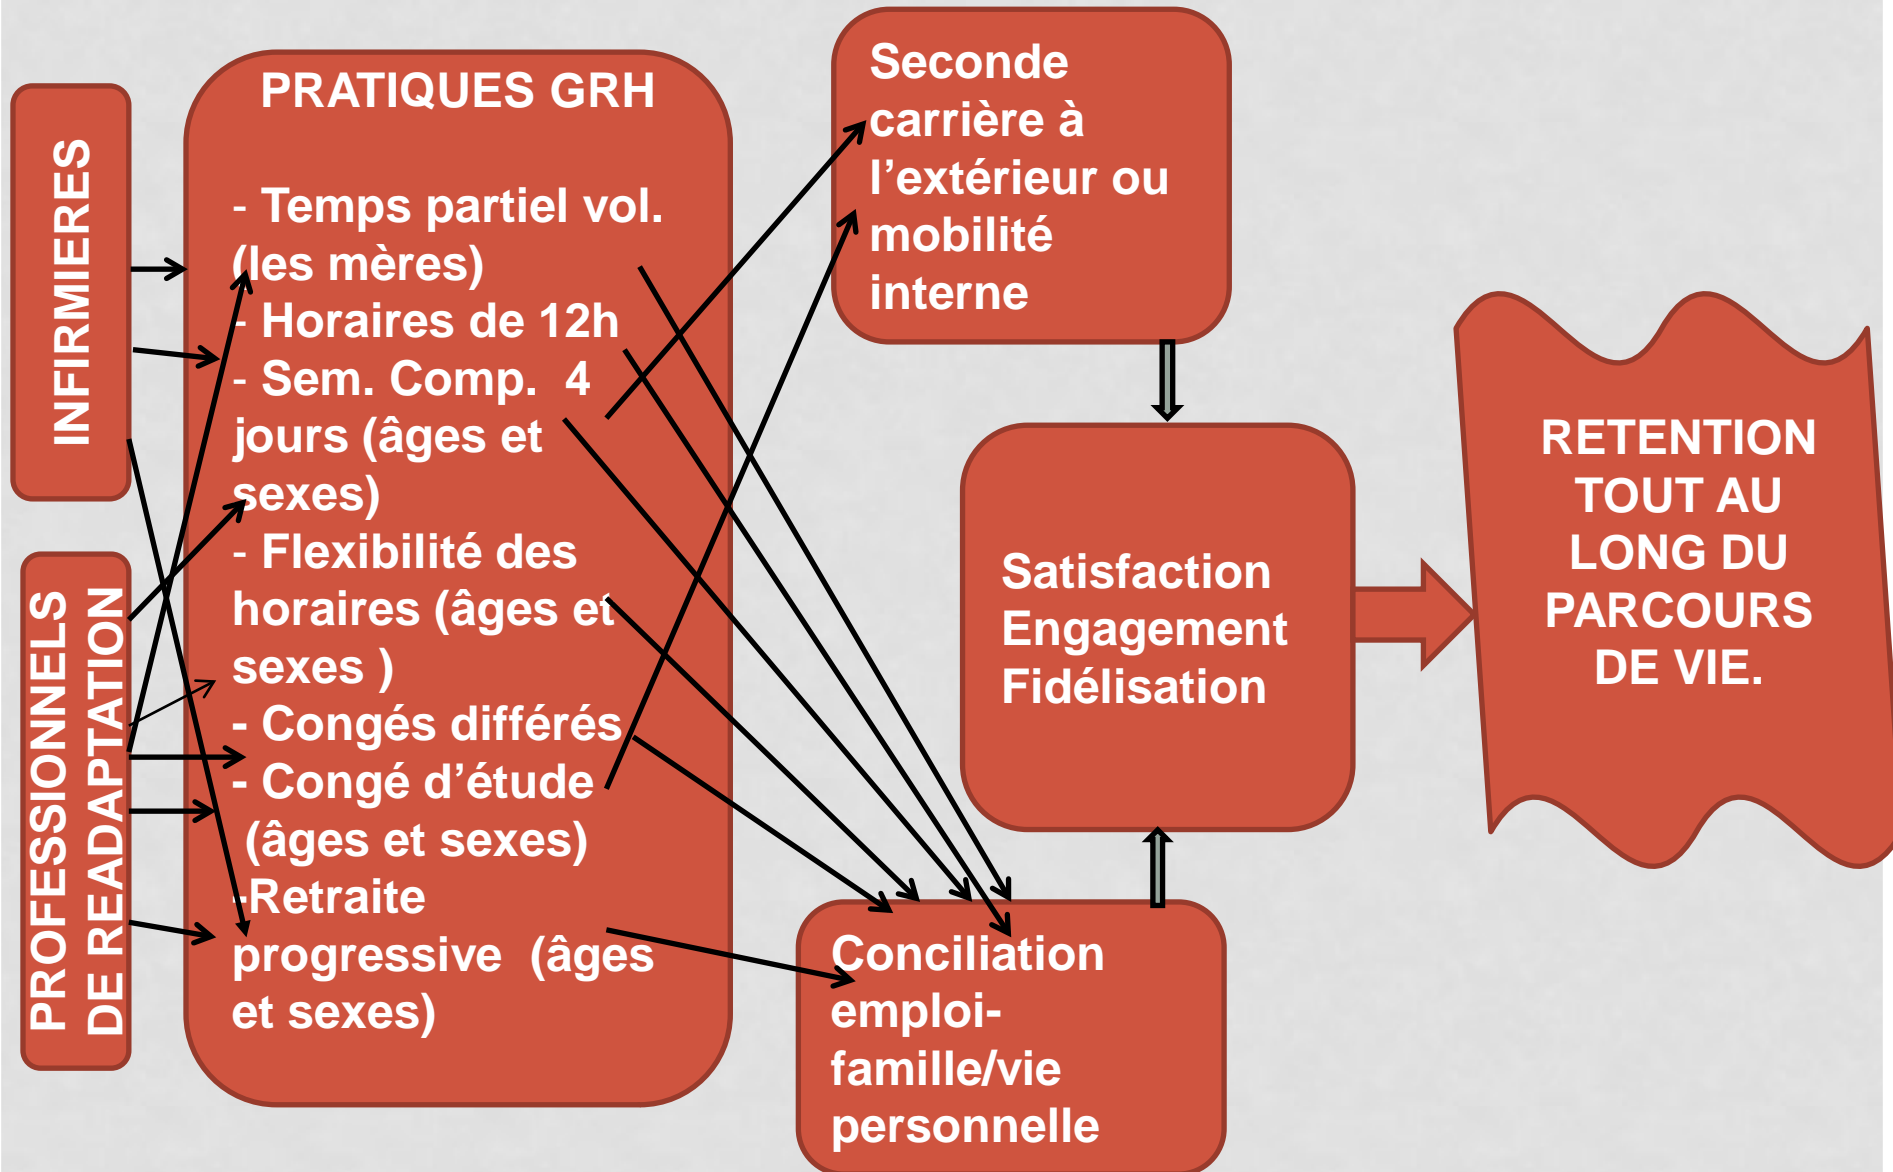 INFIRMIERES
PROFESSIONNELS
DE READAPTATION
PRATIQUES GRH
- Temps partiel vol.
(les mères)
- Horaires de 12h
- Sem. Comp.  4
jours (âges et
sexes)
- Flexibilité des
horaires (âges et
sexes )
- Congés différés
- Congé d’étude
(âges et sexes)
-Retraite
progressive  (âges
et sexes)
Seconde
carrière à
l’extérieur ou
mobilité
interne
Satisfaction
Engagement
Fidélisation
Conciliation
emploi-
famille/vie
personnelle
RETENTION
TOUT AU
LONG DU
PARCOURS
DE VIE.